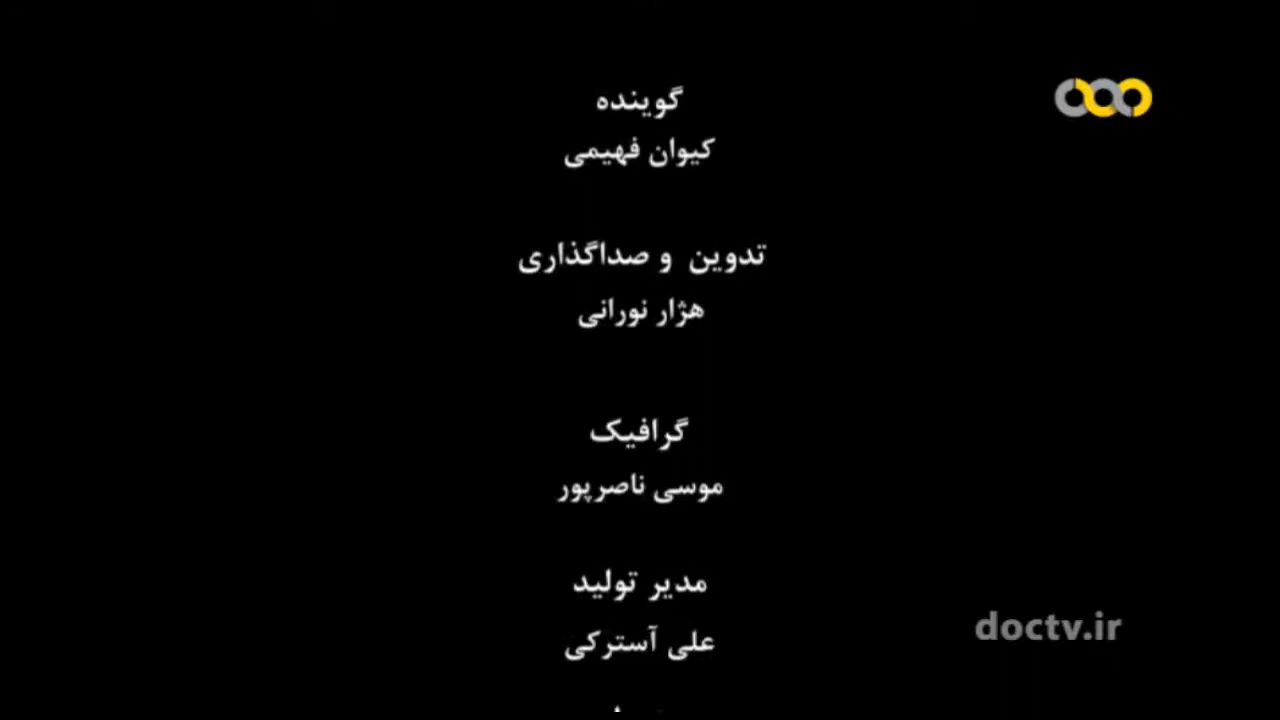 گوینده
کیوان فهیمی
تدوین و صداگذاری
هژار نورانی
گرافیک
موسی ناصرپور
مدیر تولید
علی آسترکی
doctv.ir